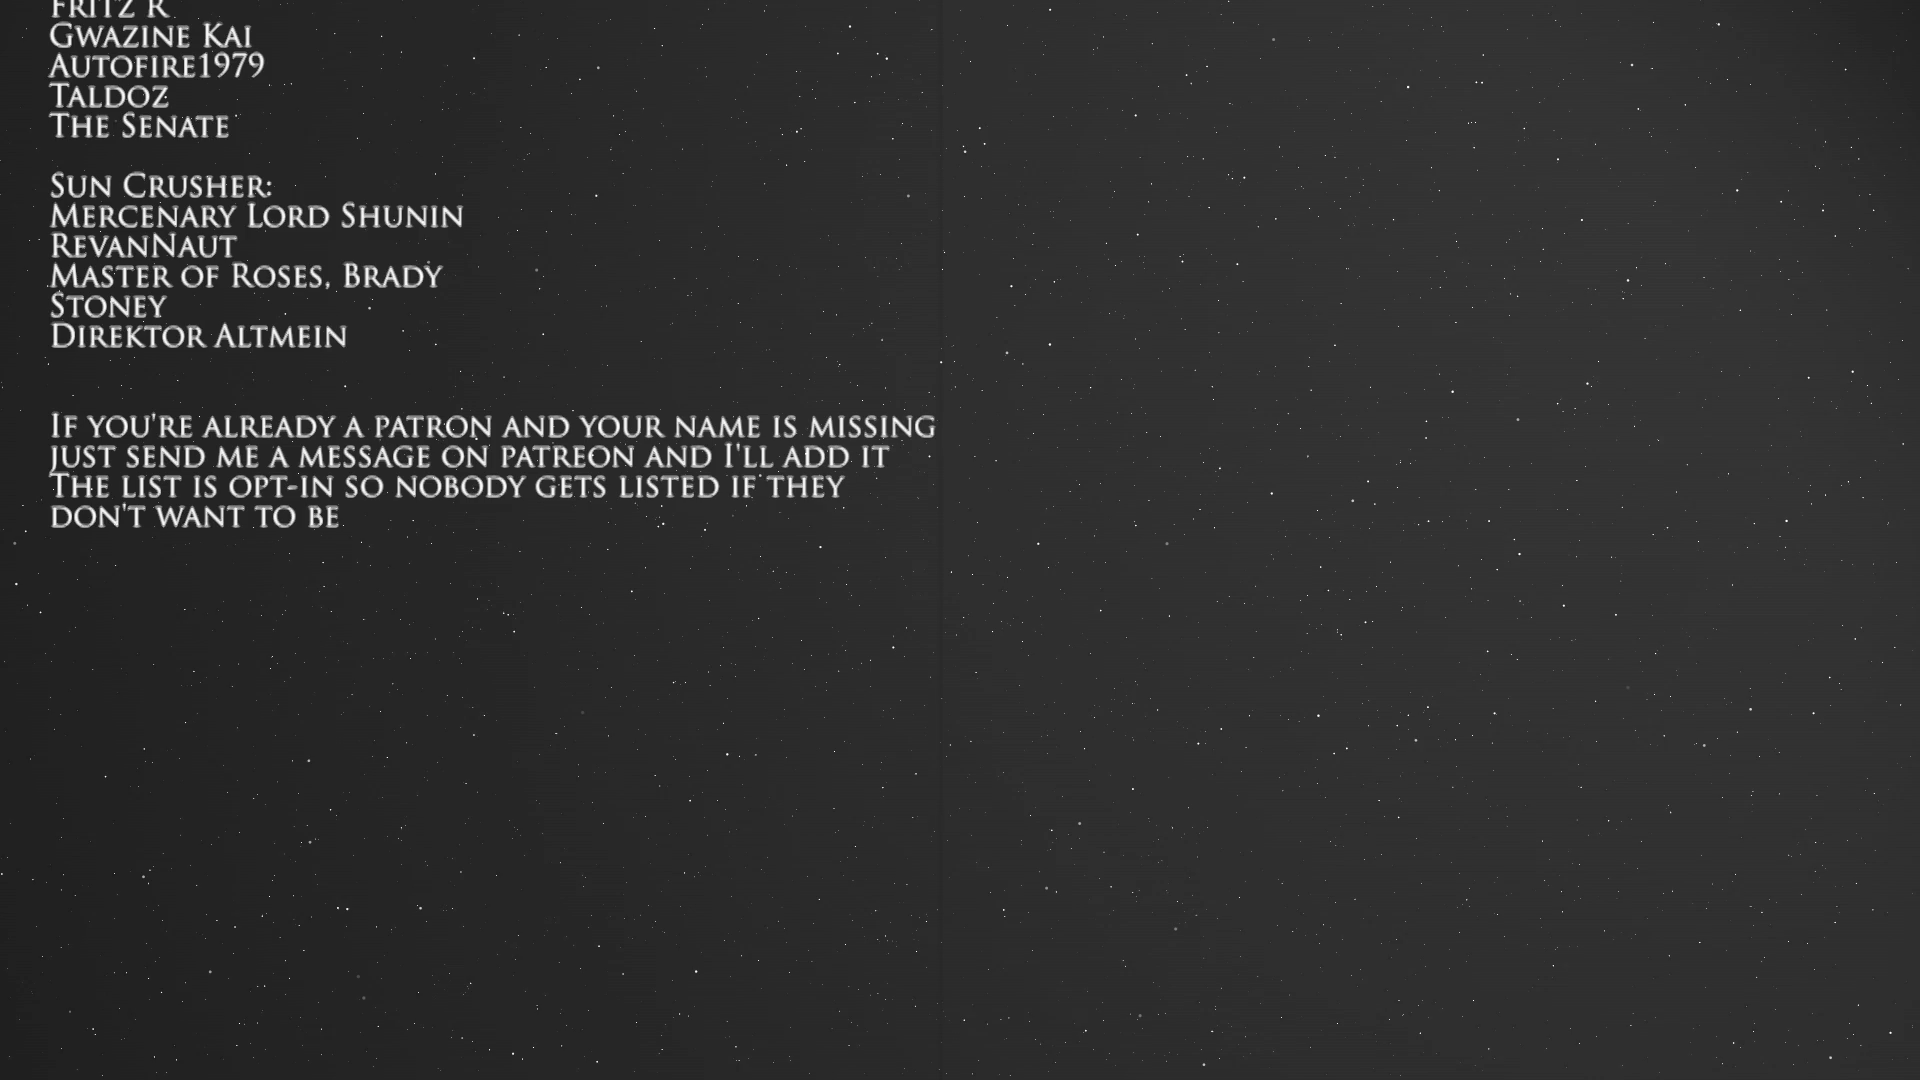 Fritz R
Gwazine Kai
Autofire1979
Taldoz
The Senate
Sun Crusher:
Mercenary Lord Shunin
RevanNaut
Master of Roses, Brady
Stoney
Direktor Altmein
If you're already a patron and your name is missing
just send me a message on patreon and I'll add it
The list is opt-in so nobody gets listed if they
don't want to be